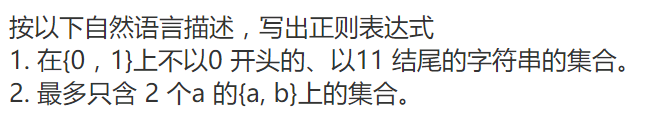 按以下自然语言描述，写出正则表达式
1. 在{0，1}上不以0 开头的、以11 结尾的字符串的集合。
2. 最多只含 2 个a 的{a, b}上的集合。